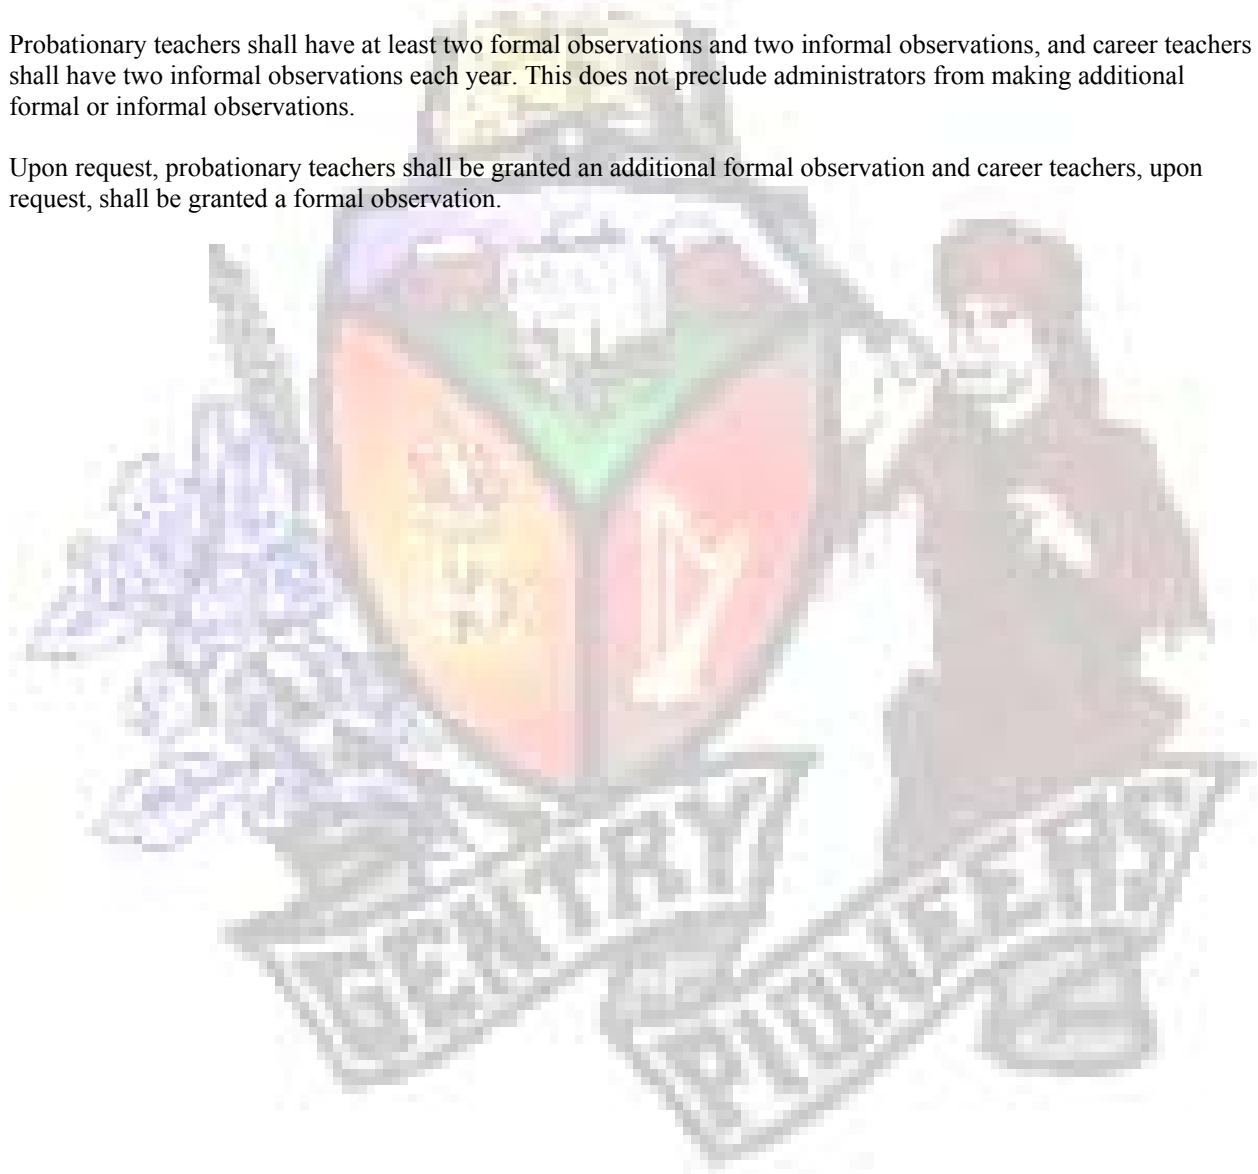 Probationary teachers shall have at least two formal observations and two informal observations, and career teachers
shall have two informal observations each year. This does not preclude administrators from making additional
formal or informal observations.
Upon request, probationary teachers shall be granted an additional formal observation and career teachers, upon
request, shall be granted a formal observation.
GENTRY
PIONEERS